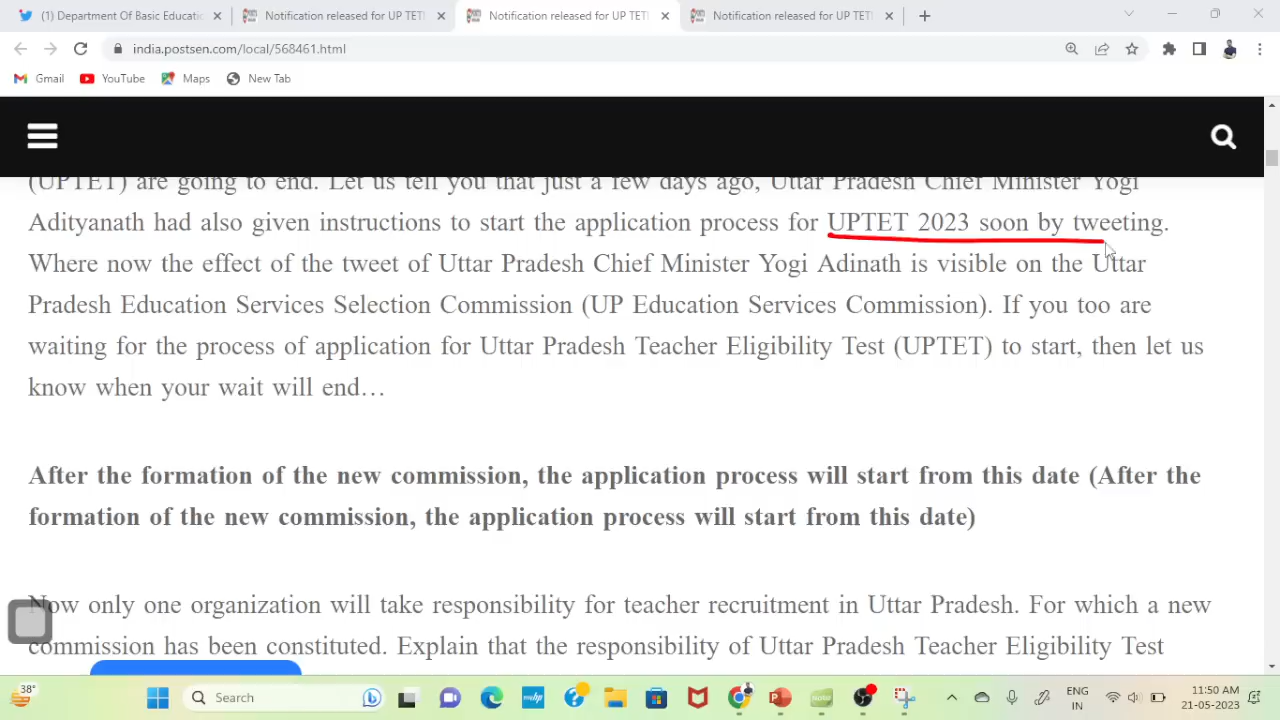 (1) Department Of Basic Educatio
Notification released for UP TET
Notification released for UP TET
Notification released for UP TET
india.postsen.com/local/568461.html
Gmail
YouTube
Maps
New Tab
(UPTET) are going to end. Let us tell you that just a few days ago, Uttar Pradesh Chief Minister Yogi
Adityanath had also given instructions to start the application process for UPTET 2023 soon by tweeting.
Where now the effect of the tweet of Uttar Pradesh Chief Minister Yogi Adinath is visible on the Uttar
Pradesh Education Services Selection Commission (UP Education Services Commission). If you too are
waiting for the process of application for Uttar Pradesh Teacher Eligibility Test (UPTET) to start, then let us
know when your wait will end…
After the formation of the new commission, the application process will start from this date (After the
formation of the new commission, the application process will start from this date)
Now only one organization will take responsibility for teacher recruitment in Uttar Pradesh. For which a new
commission has been constituted. Explain that the responsibility of Uttar Pradesh Teacher Eligibility Test
38°
Search
ENG
IN
11:50 AM
21-05-2023